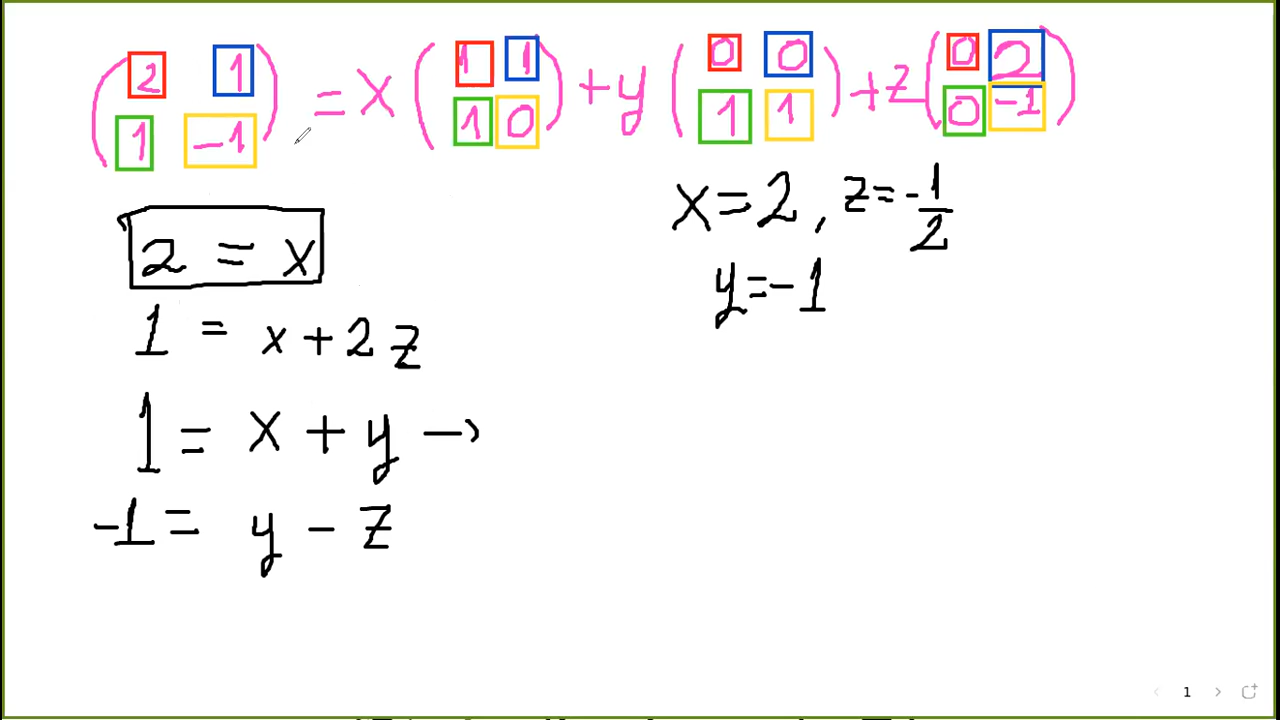 (2 1 1 -1) = x (1 1 1 0) + y (0 0 1 1) + z (0 2 0 -1)
2 = x
1 = x + 2 z
1 = x + y →
-1 = y - z
x = 2 , z = -1/2
y = -1
1